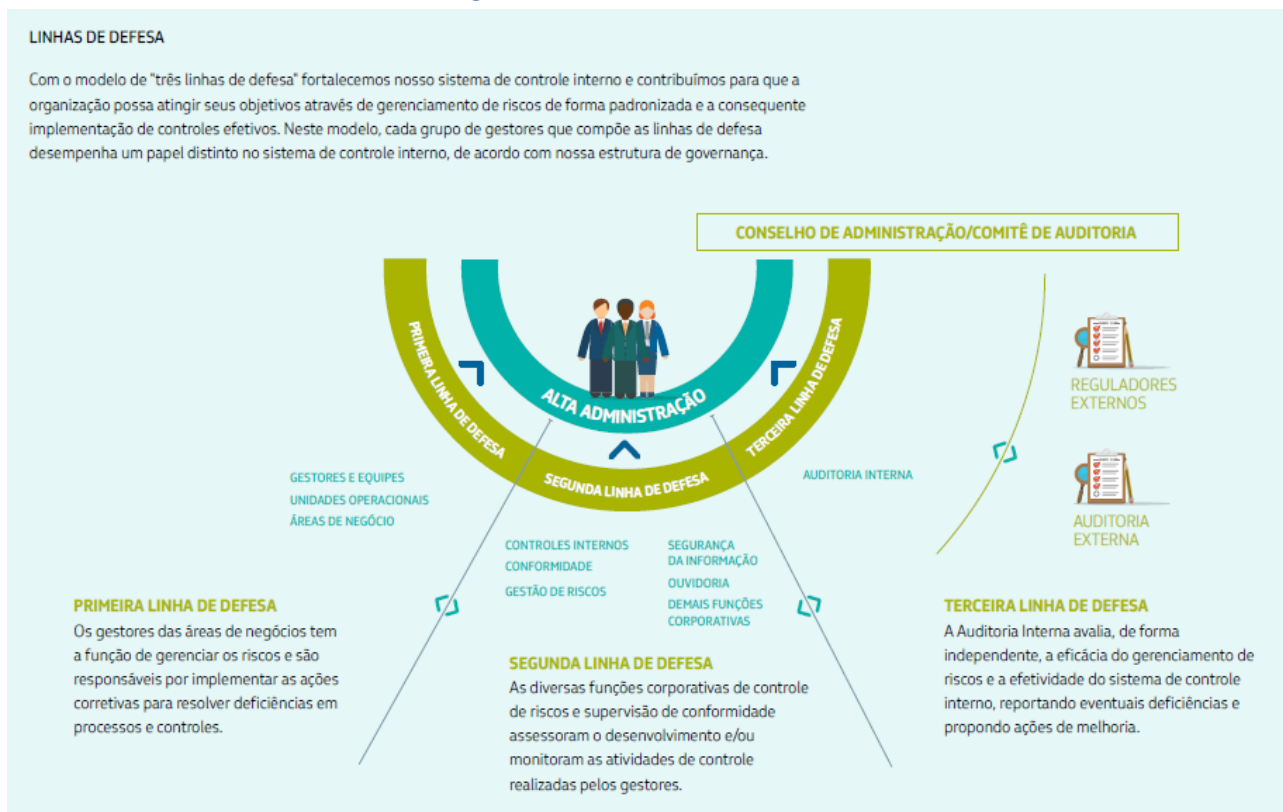 LINHAS DE DEFESA
Com o modelo de "três linhas de defesa" fortalecemos nosso sistema de controle interno e contribuímos para que a
organização possa atingir seus objetivos através de gerenciamento de riscos de forma padronizada e a consequente
implementação de controles efetivos. Neste modelo, cada grupo de gestores que compõe as linhas de defesa
desempenha um papel distinto no sistema de controle interno, de acordo com nossa estrutura de governança.
CONSELHO DE ADMINISTRAÇÃO/COMITÊ DE AUDITORIA
PRIMEIRA LINHA DE DEFESA
ALTA ADMINISTRAÇÃO
SEGUNDA LINHA DE DEFESA
TERCEIRA LINHA DE DEFESA
REGULADORES
EXTERNOS
AUDITORIA
EXTERNA
GESTORES E EQUIPES
UNIDADES OPERACIONAIS
ÁREAS DE NEGÓCIO
CONTROLES INTERNOS
CONFORMIDADE
GESTÃO DE RISCOS
SEGURANÇA
DA INFORMAÇÃO
OUVIDORIA
DEMAIS FUNÇÕES
CORPORATIVAS
AUDITORIA INTERNA
PRIMEIRA LINHA DE DEFESA
Os gestores das áreas de negócios tem
a função de gerenciar os riscos e são
responsáveis por implementar as ações
corretivas para resolver deficiências em
processos e controles.
SEGUNDA LINHA DE DEFESA
As diversas funções corporativas de controle
de riscos e supervisão de conformidade
assessoram o desenvolvimento e/ou
monitoram as atividades de controle
realizadas pelos gestores.
TERCEIRA LINHA DE DEFESA
A Auditoria Interna avalia, de forma
independente, a eficácia do gerenciamento de
riscos e a efetividade do sistema de controle
interno, reportando eventuais deficiências e
propondo ações de melhoria.